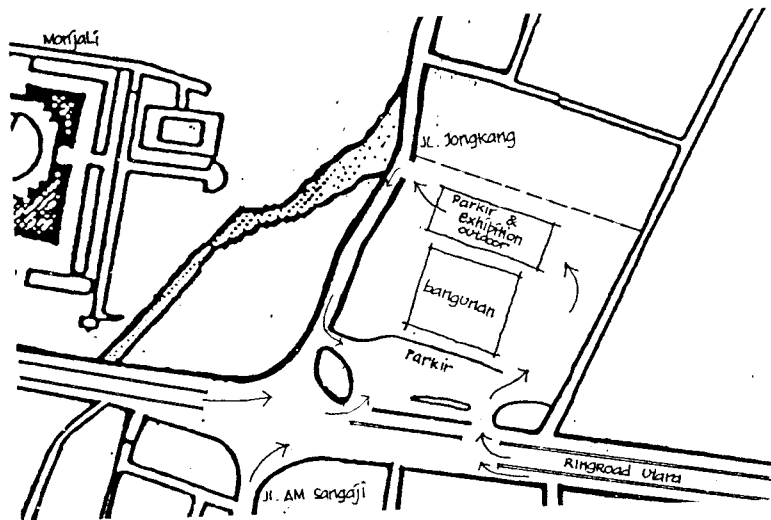 Monjali
Jl. Jongkang
Parkir &
Exhibition
outdoor
bangunan
Parkir
Ringroad Utara
Jl. AM Sangaji